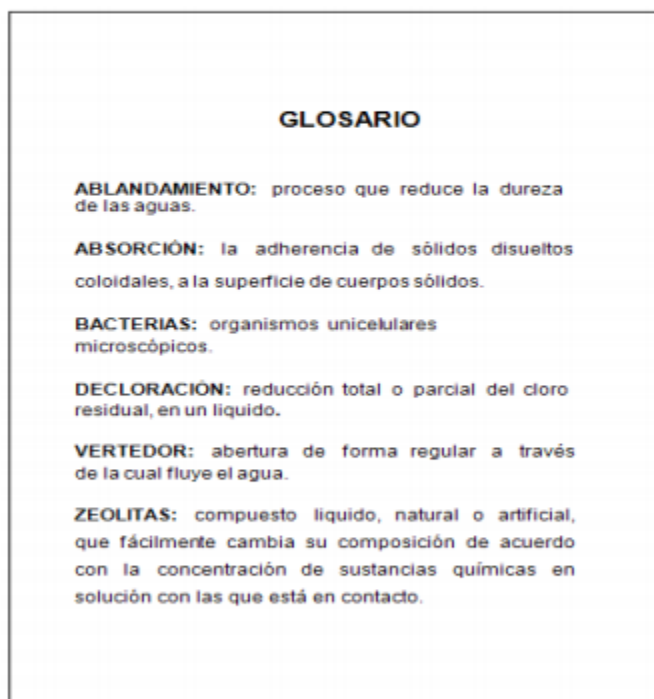 GLOSARIO
ABLANDAMIENTO: proceso que reduce la dureza
de las aguas.
ABSORCIÓN: la adherencia de sólidos disueltos
coloidales, a la superficie de cuerpos sólidos.
BACTERIAS: organismos unicelulares
microscópicos.
DECLORACIÓN: reducción total o parcial del cloro
residual, en un liquido.
VERTEDOR: abertura de forma regular a través
de la cual fluye el agua.
ZEOLITAS: compuesto liquido, natural o artificial,
que fácilmente cambia su composición de acuerdo
con la concentración de sustancias químicas en
solución con las que está en contacto.